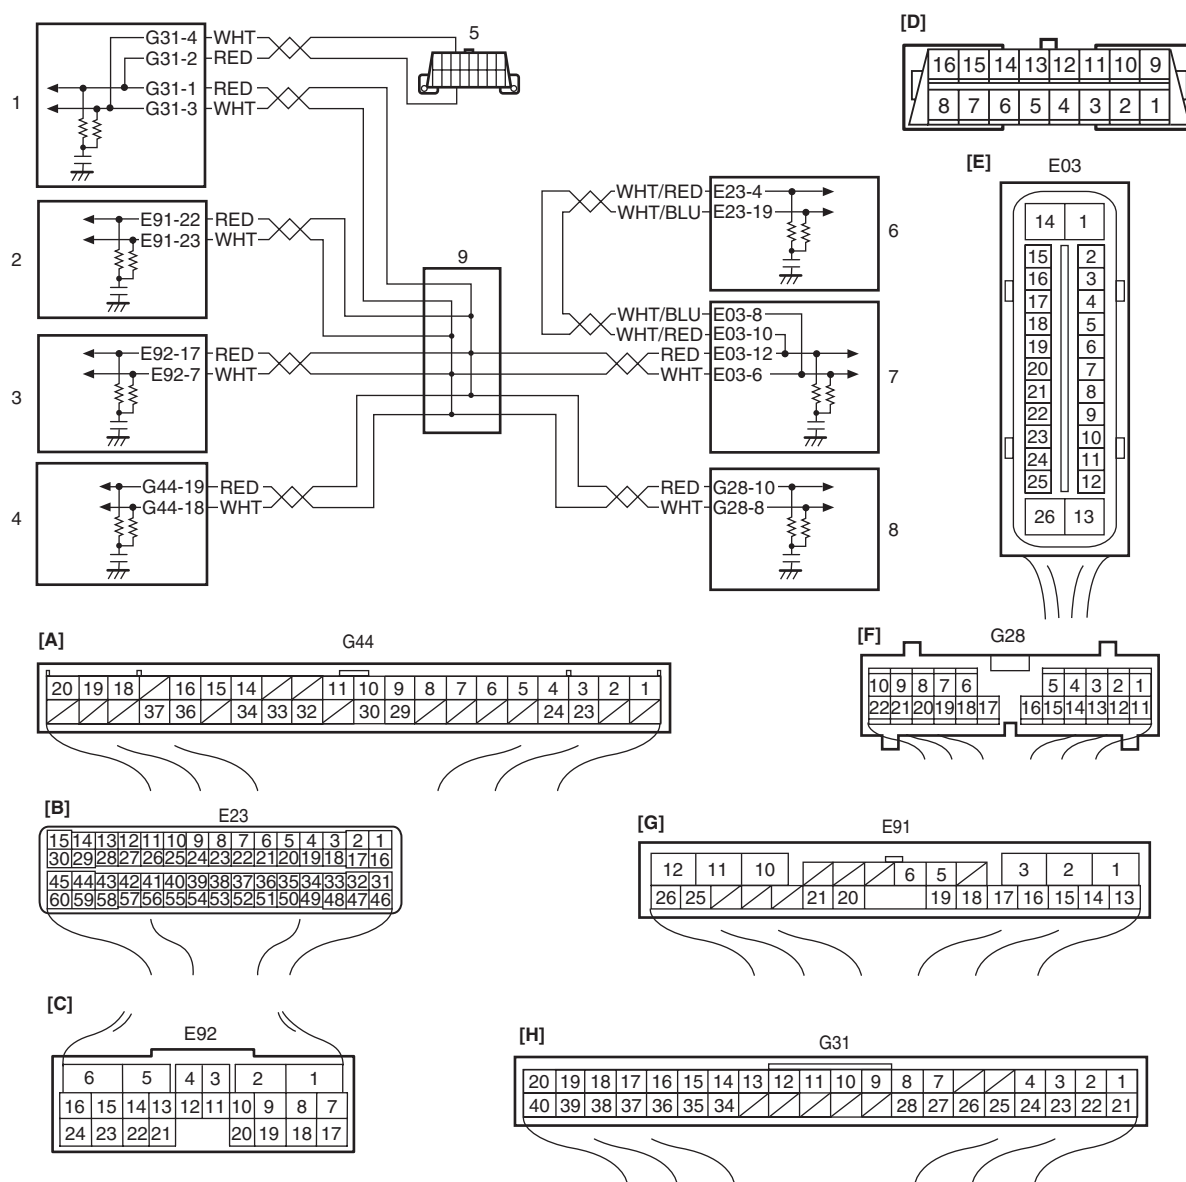 G31-4 WHT
G31-2 RED
G31-1 RED
G31-3 WHT
1
5
E91-22 RED
E91-23 WHT
2
E92-17 RED
E92-7 WHT
3
G44-19 RED
G44-18 WHT
4
9
WHT/RED E23-4
WHT/BLU E23-19
6
WHT/BLU E03-8
WHT/RED E03-10
RED E03-12
WHT E03-6
7
RED G28-10
WHT G28-8
8
[D]
16 15 14 13 12 11 10 9
8 7 6 5 4 3 2 1
[E] E03
14 1
15 2
16 3
17 4
18 5
19 6
20 7
21 8
22 9
23 10
24 11
25 12
26 13
[A] G44
20 19 18 16 15 14 11 10 9 8 7 6 5 4 3 2 1
37 36 34 33 32 30 29 24 23
[F] G28
10 9 8 7 6 5 4 3 2 1
22 21 20 19 18 17 16 15 14 13 12 11
[B] E23
15 14 13 12 11 10 9 8 7 6 5 4 3 2 1
30 29 28 27 26 25 24 23 22 21 20 19 18 17 16
45 44 43 42 41 40 39 38 37 36 35 34 33 32 31
60 59 58 57 56 55 54 53 52 51 50 49 48 47 46
[G] E91
12 11 10 6 5 3 2 1
26 25 21 20 19 18 17 16 15 14 13
[C] E92
6 5 4 3 2 1
16 15 14 13 12 11 10 9 8 7
24 23 22 21 20 19 18 17
[H] G31
20 19 18 17 16 15 14 13 12 11 10 9 8 7 4 3 2 1
40 39 38 37 36 35 34 28 27 26 25 24 23 22 21